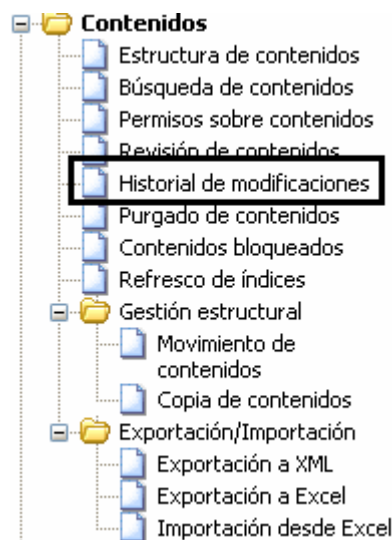 Contenidos
Estructura de contenidos
Búsqueda de contenidos
Permisos sobre contenidos
Revisión de contenidos
Historial de modificaciones
Purgado de contenidos
Contenidos bloqueados
Refresco de índices
Gestión estructural
Movimiento de
contenidos
Copia de contenidos
Exportación/Importación
Exportación a XML
Exportación a Excel
Importación desde Excel